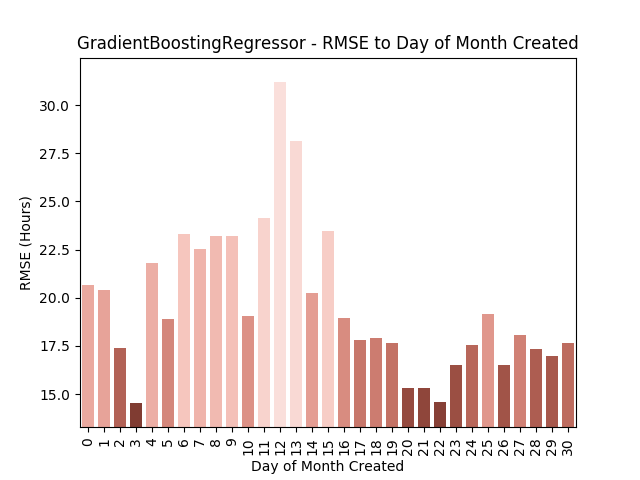 GradientBoostingRegressor - RMSE to Day of Month Created
30.0
27.5
25.0
22.5
20.0
17.5
15.0
RMSE (Hours)
0 1 2 3 4 5 6 7 8 9 10 11 12 13 14 15 16 17 18 19 20 21 22 23 24 25 26 27 28 29 30
Day of Month Created